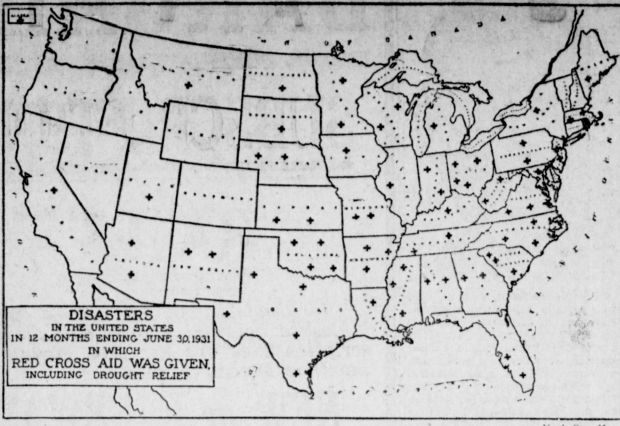 ALASKA
DISASTERS
IN THE UNITED STATES
IN 12 MONTHS ENDING JUNE 30, 1931
IN WHICH
RED CROSS AID WAS GIVEN,
INCLUDING DROUGHT RELIEF